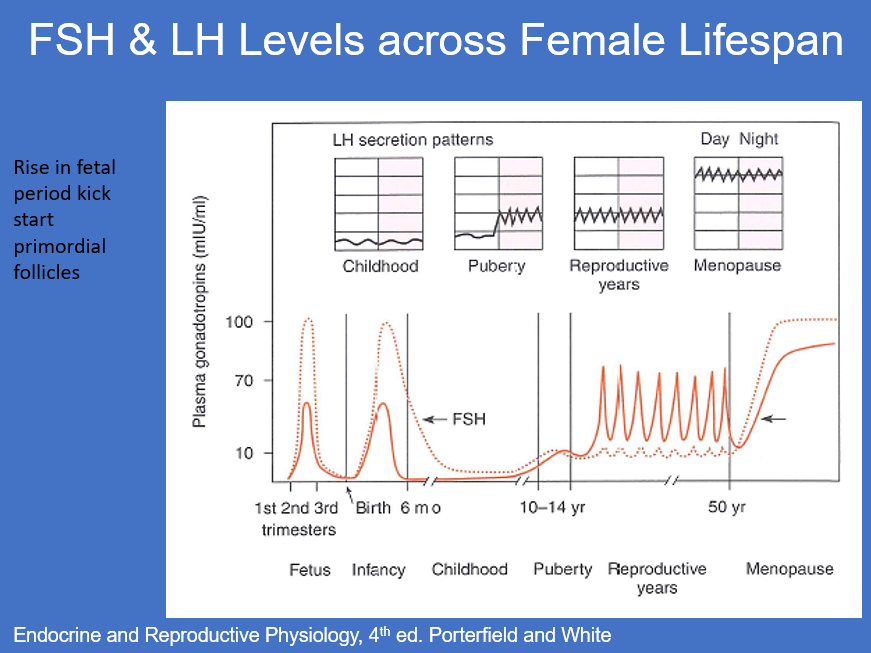 FSH & LH Levels across Female Lifespan
Rise in fetal
period kick
start
primordial
follicles
LH secretion patterns
Day Night
Childhood
Puberty
Reproductive
years
Menopause
Plasma gonadotropins (mIU/ml)
100
70
10
FSH
1st 2nd 3rd
trimesters
Birth
6 mo
10–14 yr
50 yr
Fetus
Infancy
Childhood
Puberty
Reproductive
years
Menopause
Endocrine and Reproductive Physiology, 4th ed. Porterfield and White